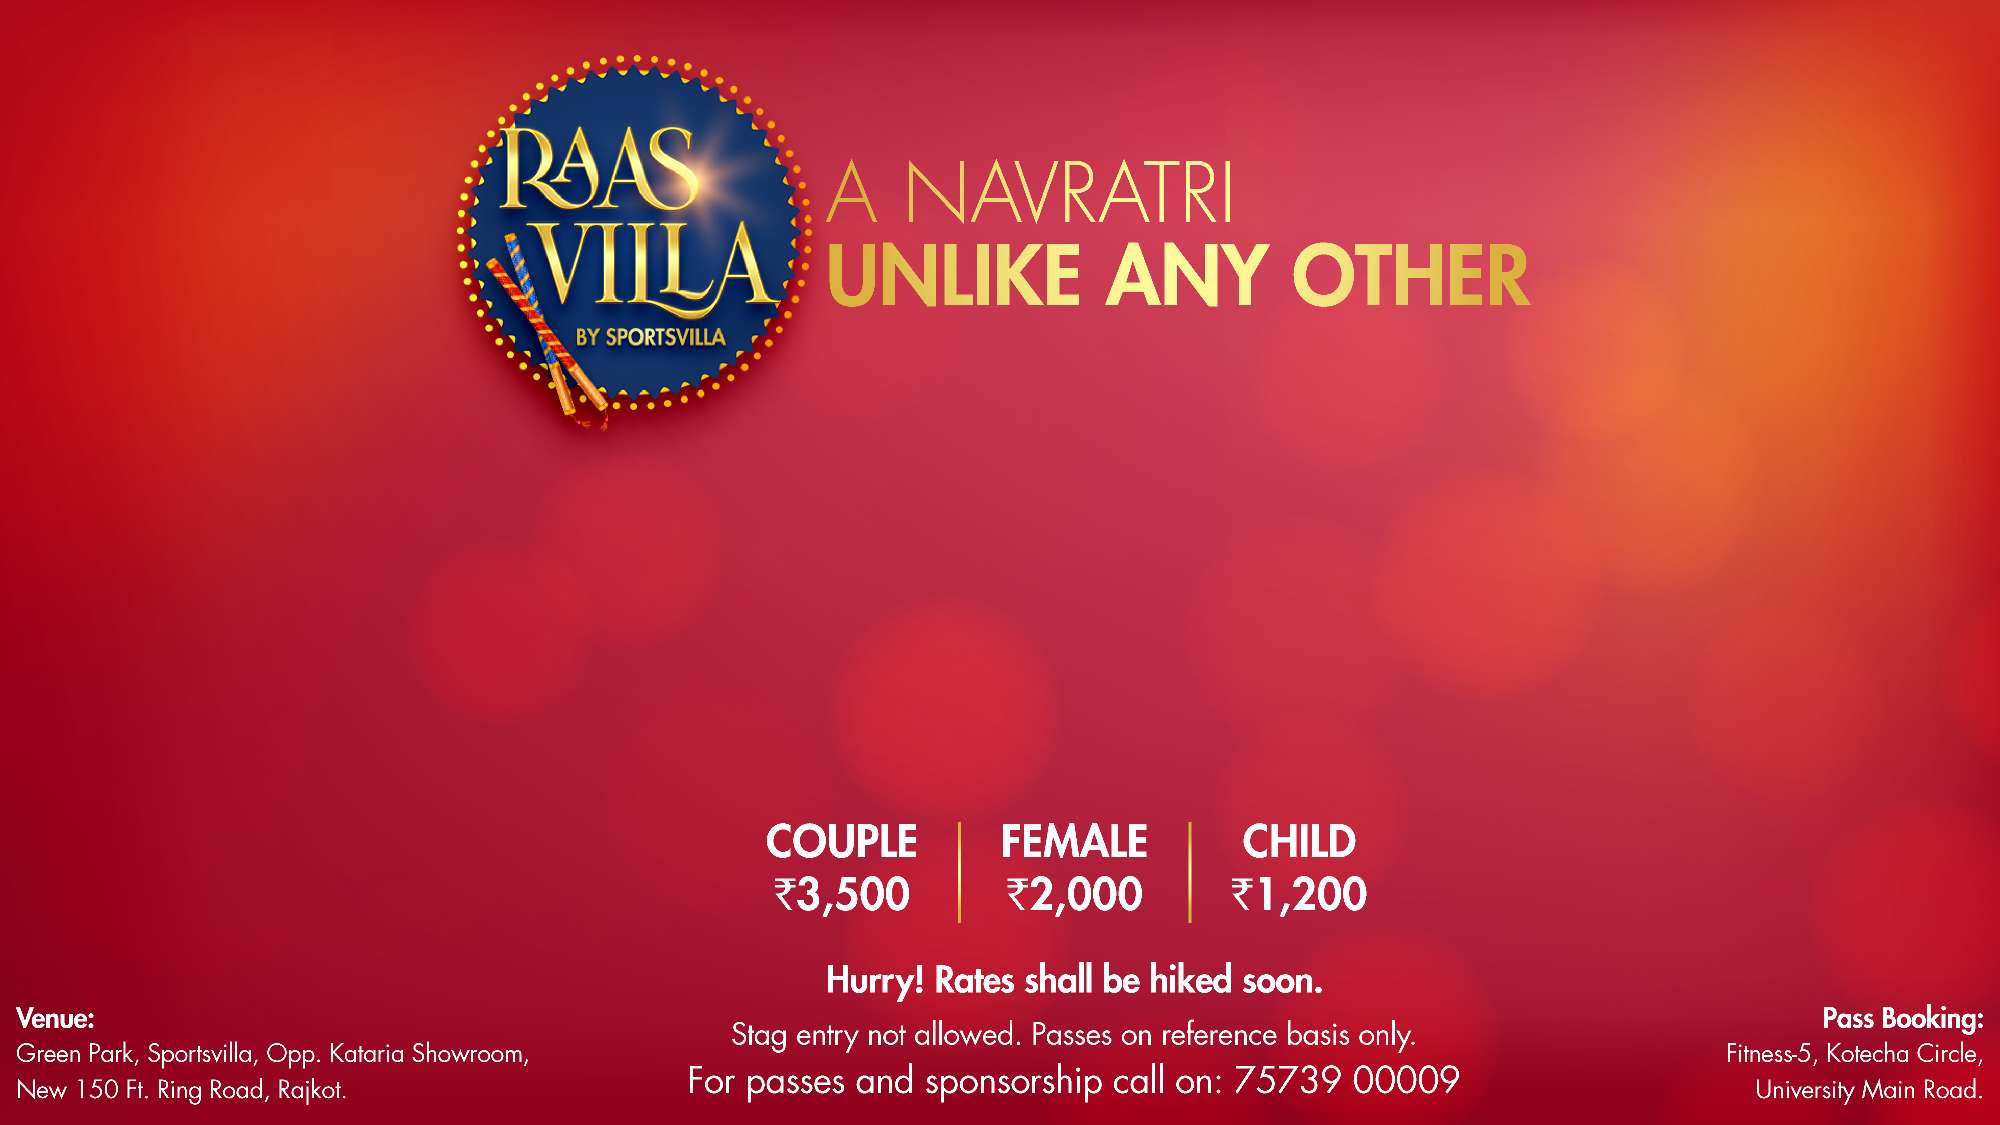 RAAS
VILLA
BY SPORTSVILLA
A NAVRATRI
UNLIKE ANY OTHER
COUPLE
₹3,500
FEMALE
₹2,000
CHILD
₹1,200
Hurry! Rates shall be hiked soon.
Stag entry not allowed. Passes on reference basis only.
For passes and sponsorship call on: 75739 00009
Venue:
Green Park, Sportsvilla, Opp. Kataria Showroom,
New 150 Ft. Ring Road, Rajkot.
Pass Booking:
Fitness-5, Kotecha Circle,
University Main Road.